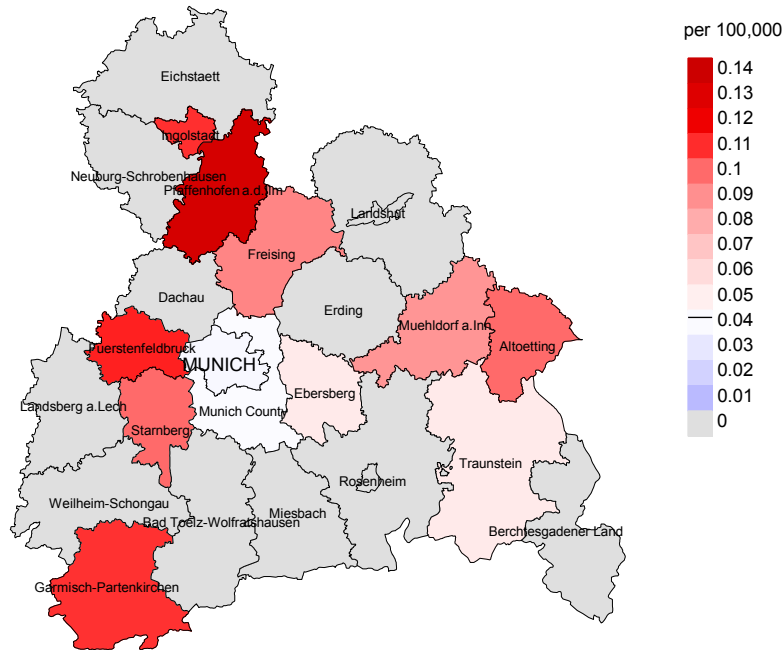 per 100,000
0.14
0.13
0.12
0.11
0.1
0.09
0.08
0.07
0.06
0.05
0.04
0.03
0.02
0.01
0
Eichstaett
Ingolstadt
Neuburg-Schrobenhausen
Pfaffenhofen a.d.Ilm
Landshut
Freising
Dachau
Erding
Muehldorf a.Inn
Altoetting
Fuerstenfeldbruck
MUNICH
Ebersberg
Landsberg a.Lech
Munich County
Starnberg
Traunstein
Rosenheim
Weilheim-Schongau
Miesbach
Bad Toelz-Wolfratshausen
Berchtesgadener Land
Garmisch-Partenkirchen